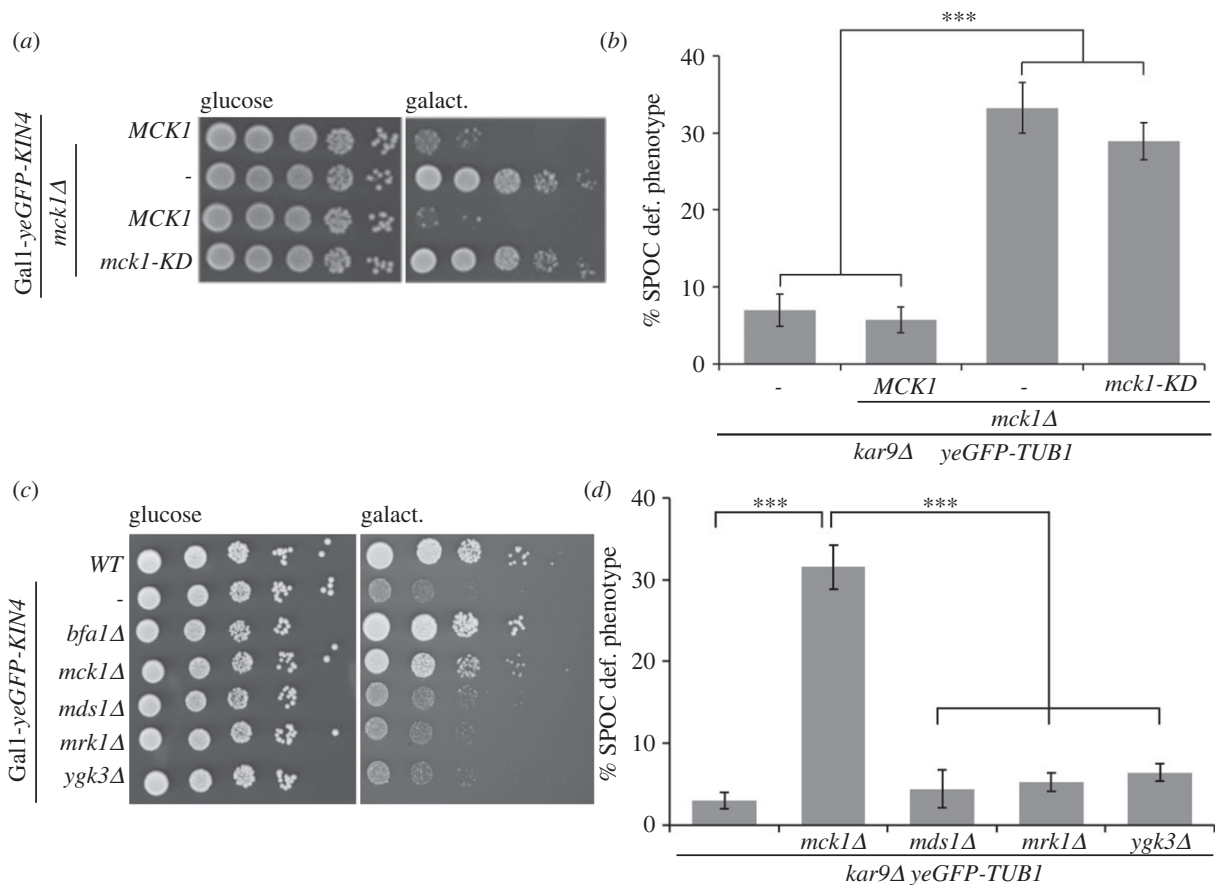 (a)
glucose
galact.
Gal1-yeGFP-KIN4
mck1Δ
MCK1
-
MCK1
mck1-KD
(b)
% SPOC def. phenotype
40
30
20
10
0
***
-
MCK1
-
mck1-KD
mck1Δ
kar9Δ yeGFP-TUB1
(c)
glucose
galact.
Gal1-yeGFP-KIN4
WT
-
bfa1Δ
mck1Δ
mds1Δ
mrk1Δ
ygk3Δ
(d)
% SPOC def. phenotype
40
30
20
10
0
***
***
mck1Δ
mds1Δ
mrk1Δ
ygk3Δ
kar9Δ yeGFP-TUB1